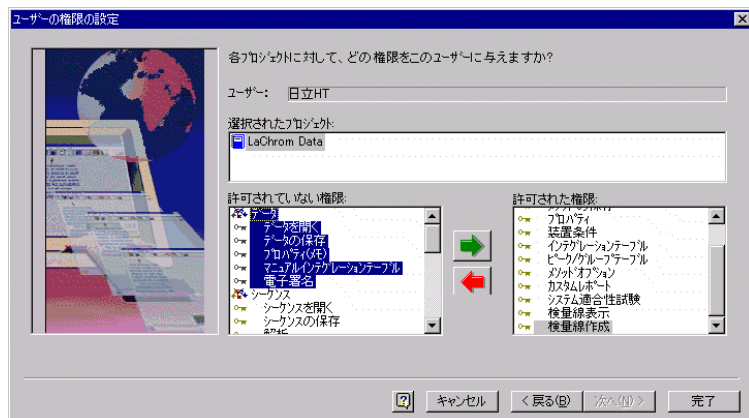 ユーザーの権限の設定
各プロジェクトに対して、どの権限をこのユーザーに与えますか?
ユーザー: 日立HT
選択されたプロジェクト:
LaChrom Data
許可されていない権限:
データ
データを開く
データの保存
プロパティ(メモ)
マニュアルインテグレーションテーブル
電子署名
シーケンス
シーケンスを開く
シーケンスの保存
解析
許可された権限:
プロパティ
装置条件
インテグレーションテーブル
ピーク/グループテーブル
メソッドオプション
カスタムレポート
システム適合性試験
検量線表示
検量線作成
キャンセル
< 戻る(B)
次へ(N) >
完了